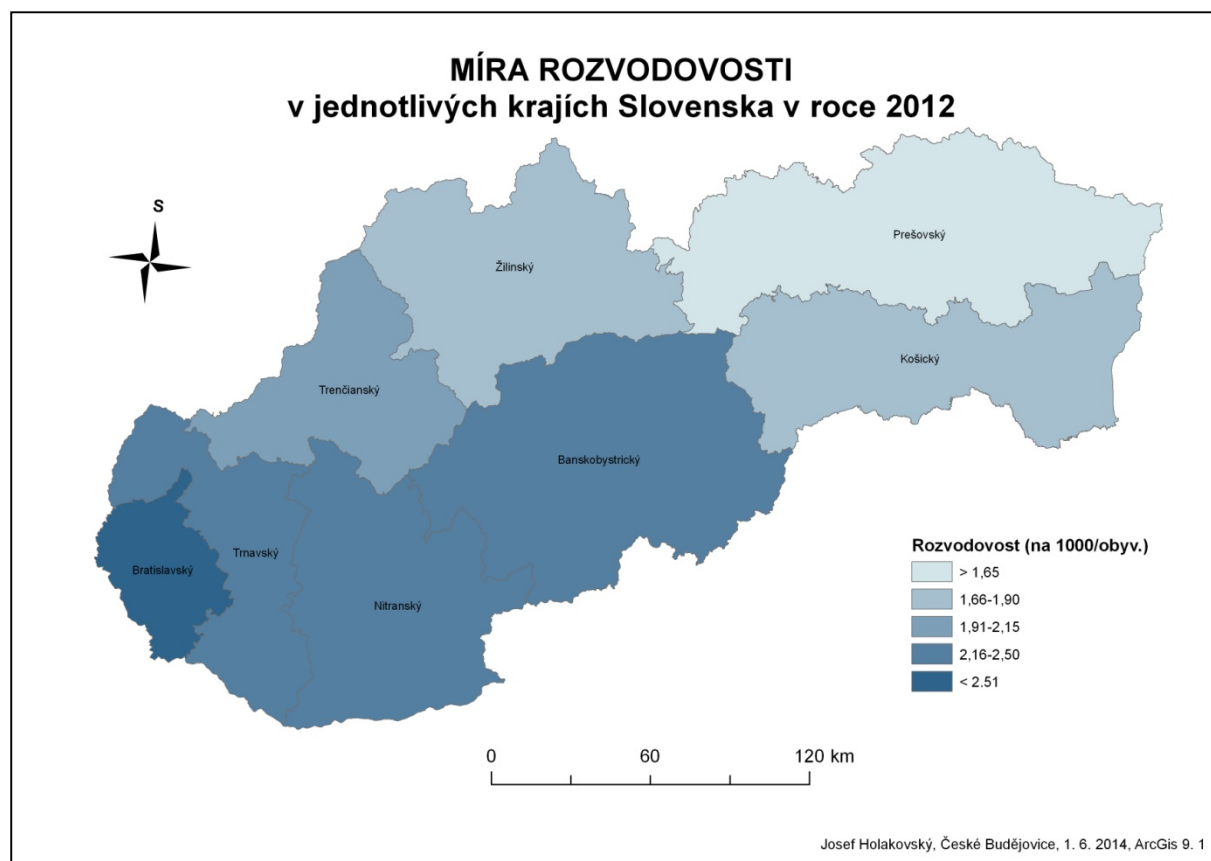 MÍRA ROZVODOVOSTI
v jednotlivých krajích Slovenska v roce 2012
S
Prešovský
Žilinský
Košický
Trenčianský
Banskobystrický
Trnavský
Bratislavský
Nitranský
Rozvodovost (na 1000/obyv.)
> 1,65
1,66-1,90
1,91-2,15
2,16-2,50
< 2.51
0 60 120 km
Josef Holakovský, České Budějovice, 1. 6. 2014, ArcGis 9. 1